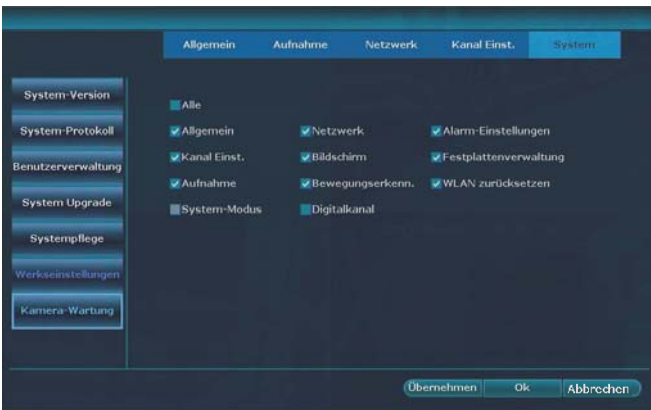 Allgemein Aufnahme Netzwerk Kanal Einst. System
System-Version
System-Protokoll
Benutzerverwaltung
System Upgrade
Systempflege
Werkseinstellungen
Kamera-Wartung
Alle
Allgemein Netzwerk Alarm-Einstellungen
Kanal Einst. Bildschirm Festplattenverwaltung
Aufnahme Bewegungserkenn. WLAN zurücksetzen
System-Modus Digitalkanal
Übernehmen Ok Abbrechen